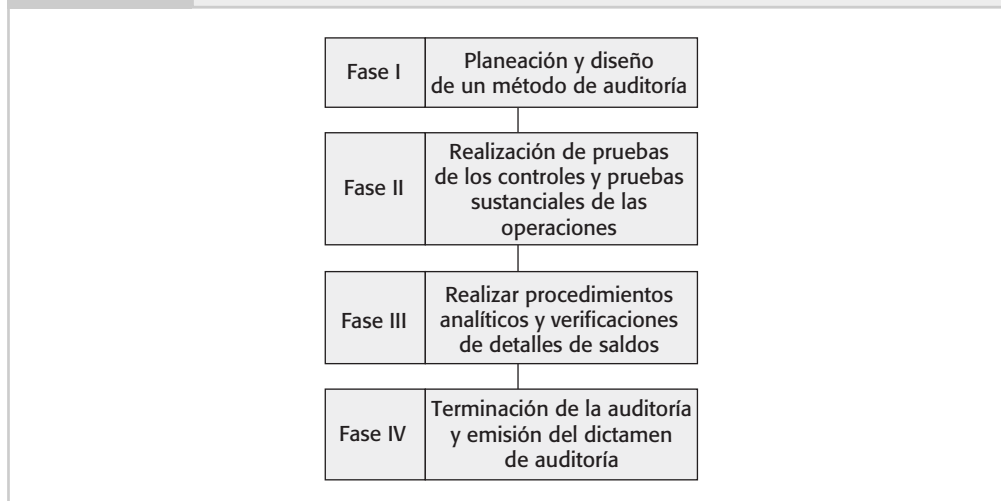 Fase I
Planeación y diseño
de un método de auditoría
Fase II
Realización de pruebas
de los controles y pruebas
sustanciales de las
operaciones
Fase III
Realizar procedimientos
analíticos y verificaciones
de detalles de saldos
Fase IV
Terminación de la auditoría
y emisión del dictamen
de auditoría